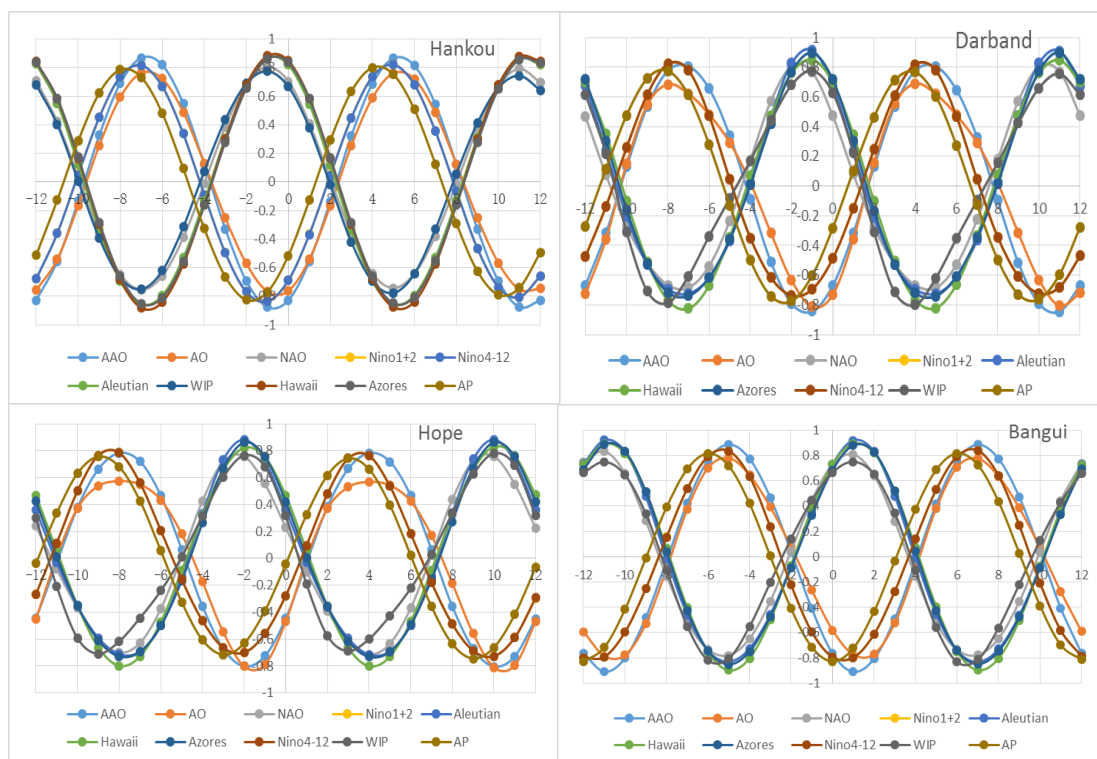 Hankou
1
0.8
0.6
0.4
0.2
0
-12 -10 -8 -6 -4 -2 0 2 4 6 8 10 12
-0.2
-0.4
-0.6
-0.8
-1
AAO AO NAO Nino1+2 Nino4-12
Aleutian WIP Hawaii Azores AP
Darband
1
0.8
0.6
0.4
0.2
0
-12 -10 -8 -6 -4 -2 0 2 4 6 8 10 12
-0.2
-0.4
-0.6
-0.8
-1
AAO AO NAO Nino1+2 Aleutian
Hawaii Azores Nino4-12 WIP AP
Hope
1
0.8
0.6
0.4
0.2
0
-12 -10 -8 -6 -4 -2 0 2 4 6 8 10 12
-0.2
-0.4
-0.6
-0.8
-1
AAO AO NAO Nino1+2 Aleutian
Hawaii Azores Nino4-12 WIP AP
Bangui
1
0.8
0.6
0.4
0.2
0
-12 -10 -8 -6 -4 -2 0 2 4 6 8 10 12
-0.2
-0.4
-0.6
-0.8
-1
AAO AO NAO Nino1+2 Aleutian
Hawaii Azores Nino4-12 WIP AP